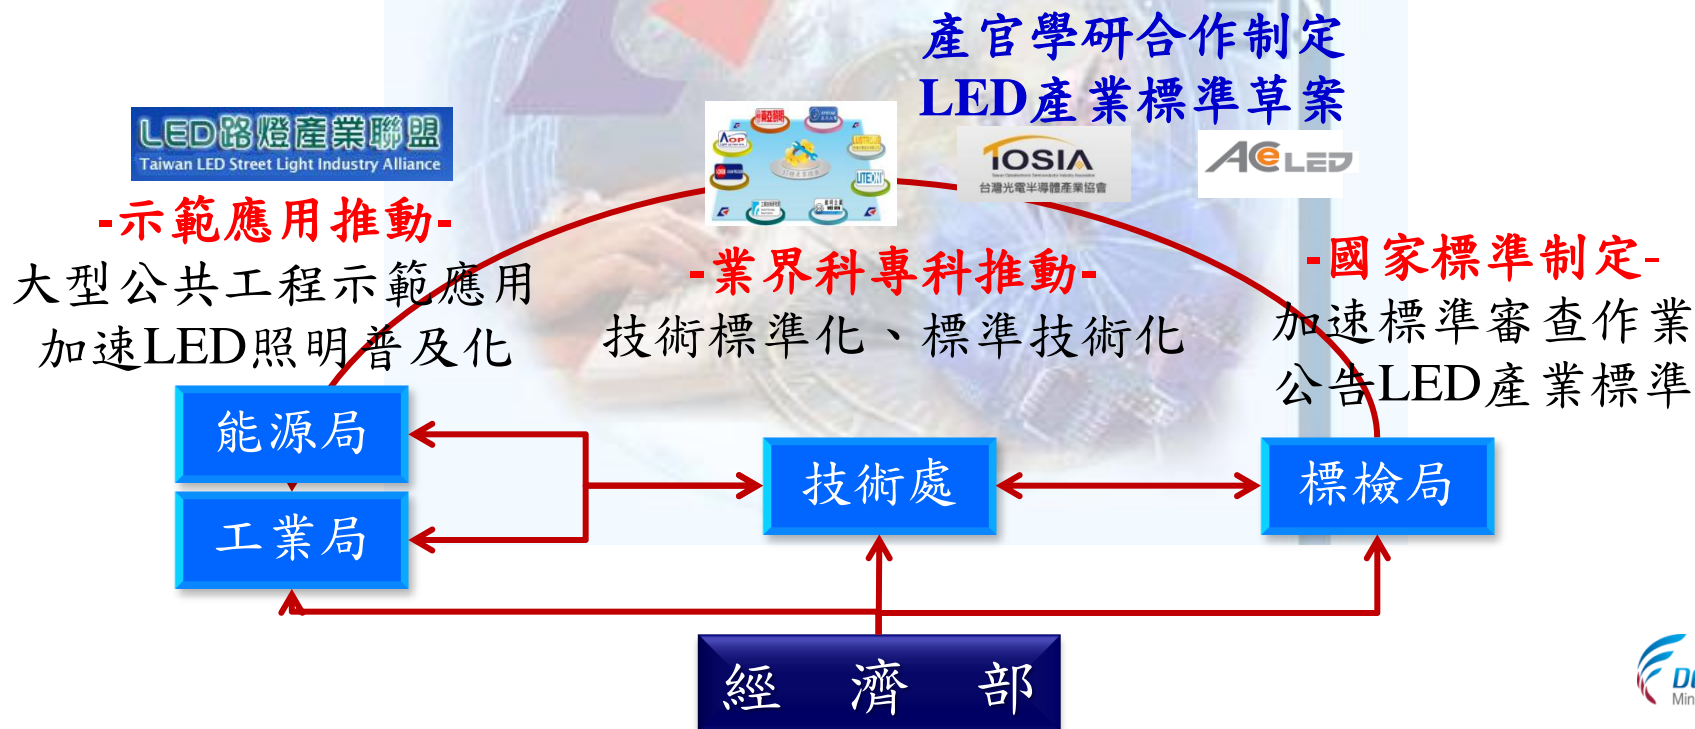 產官學研合作制定
LED產業標準草案
LED路燈產業聯盟
Taiwan LED Street Light Industry Alliance
AOP
LITEON
TOSIA
台灣光電半導體產業協會
ACLED
-示範應用推動-
大型公共工程示範應用
加速LED照明普及化
-業界科專科推動-
技術標準化、標準技術化
-國家標準制定-
加速標準審查作業
公告LED產業標準
能源局
工業局
技術處
標檢局
經濟部